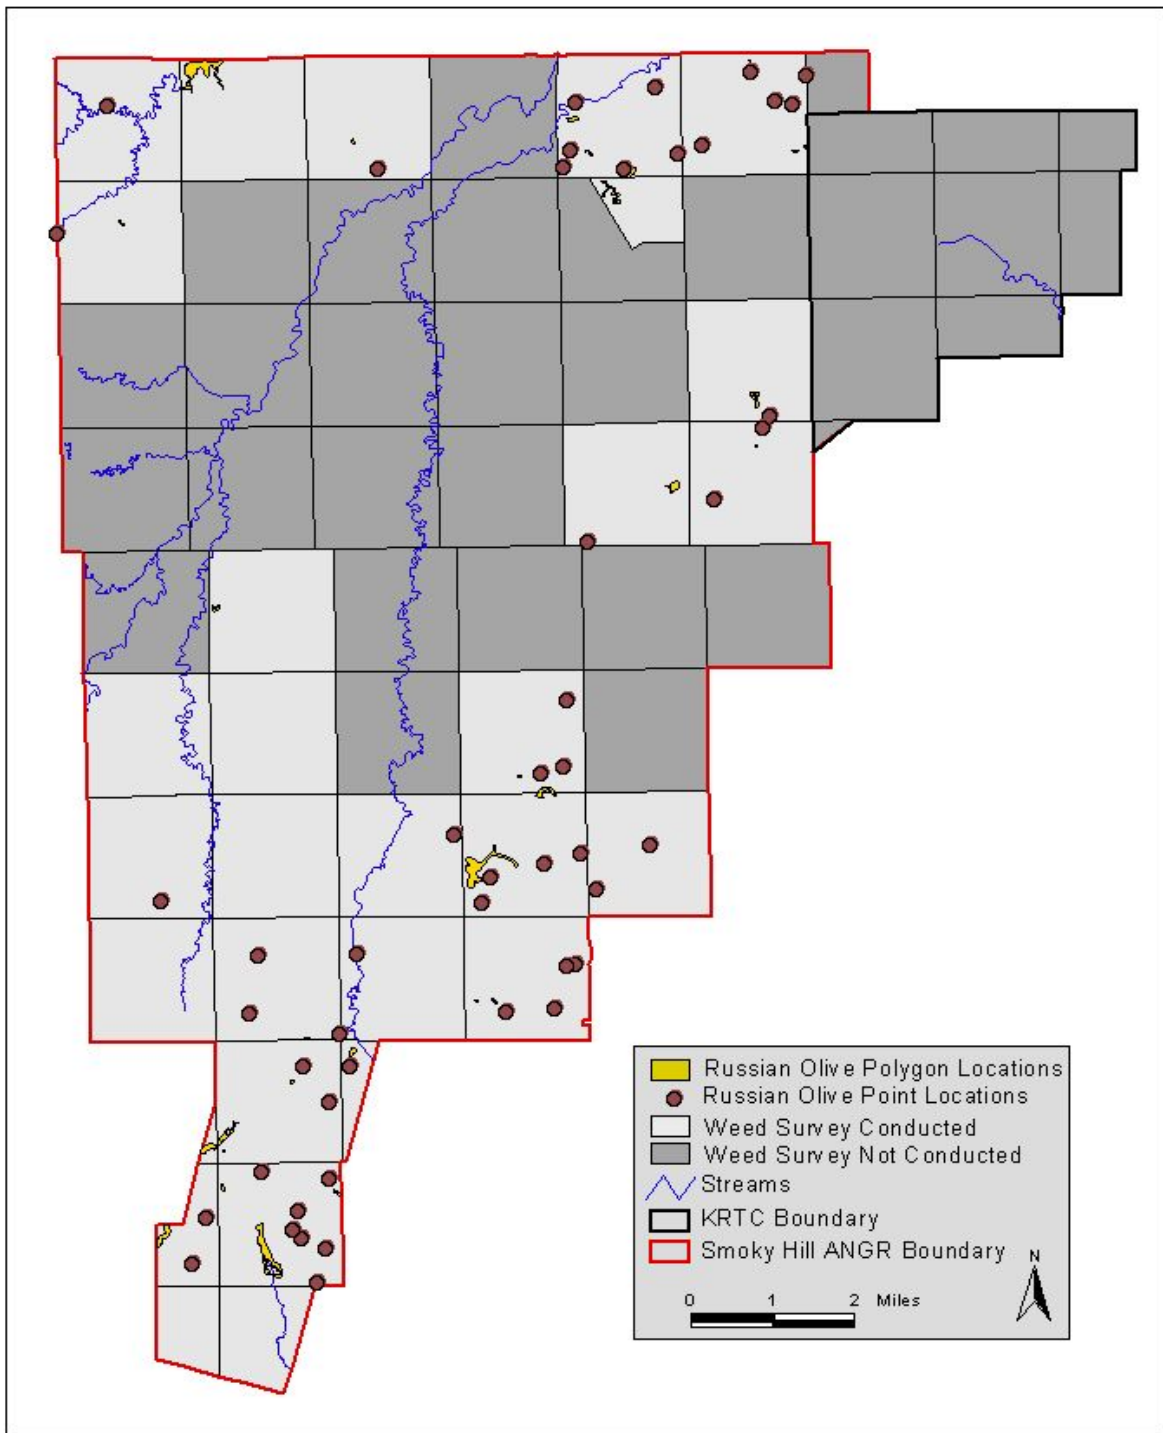 Russian Olive Polygon Locations
Russian Olive Point Locations
Weed Survey Conducted
Weed Survey Not Conducted
Streams
KRTC Boundary
Smoky Hill ANGR Boundary
N
0 1 2 Miles